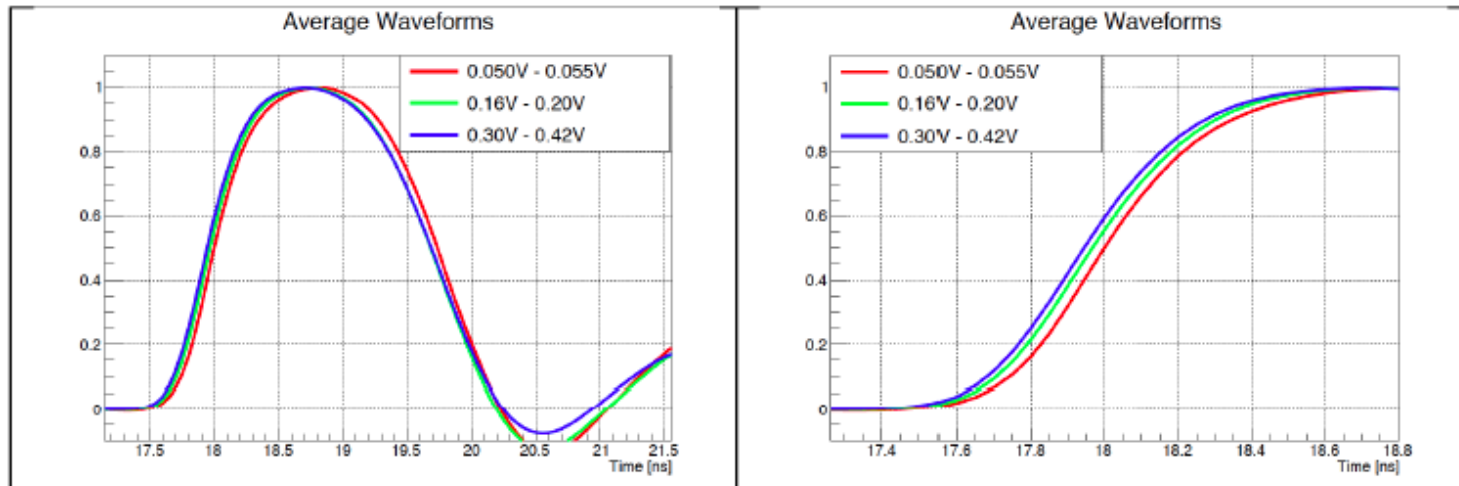 Average Waveforms
0.050V - 0.055V
0.16V - 0.20V
0.30V - 0.42V
1
0.8
0.6
0.4
0.2
0
17.5 18 18.5 19 19.5 20 20.5 21 21.5
Time [ns]
Average Waveforms
0.050V - 0.055V
0.16V - 0.20V
0.30V - 0.42V
1
0.8
0.6
0.4
0.2
0
17.4 17.6 17.8 18 18.2 18.4 18.6 18.8
Time [ns]